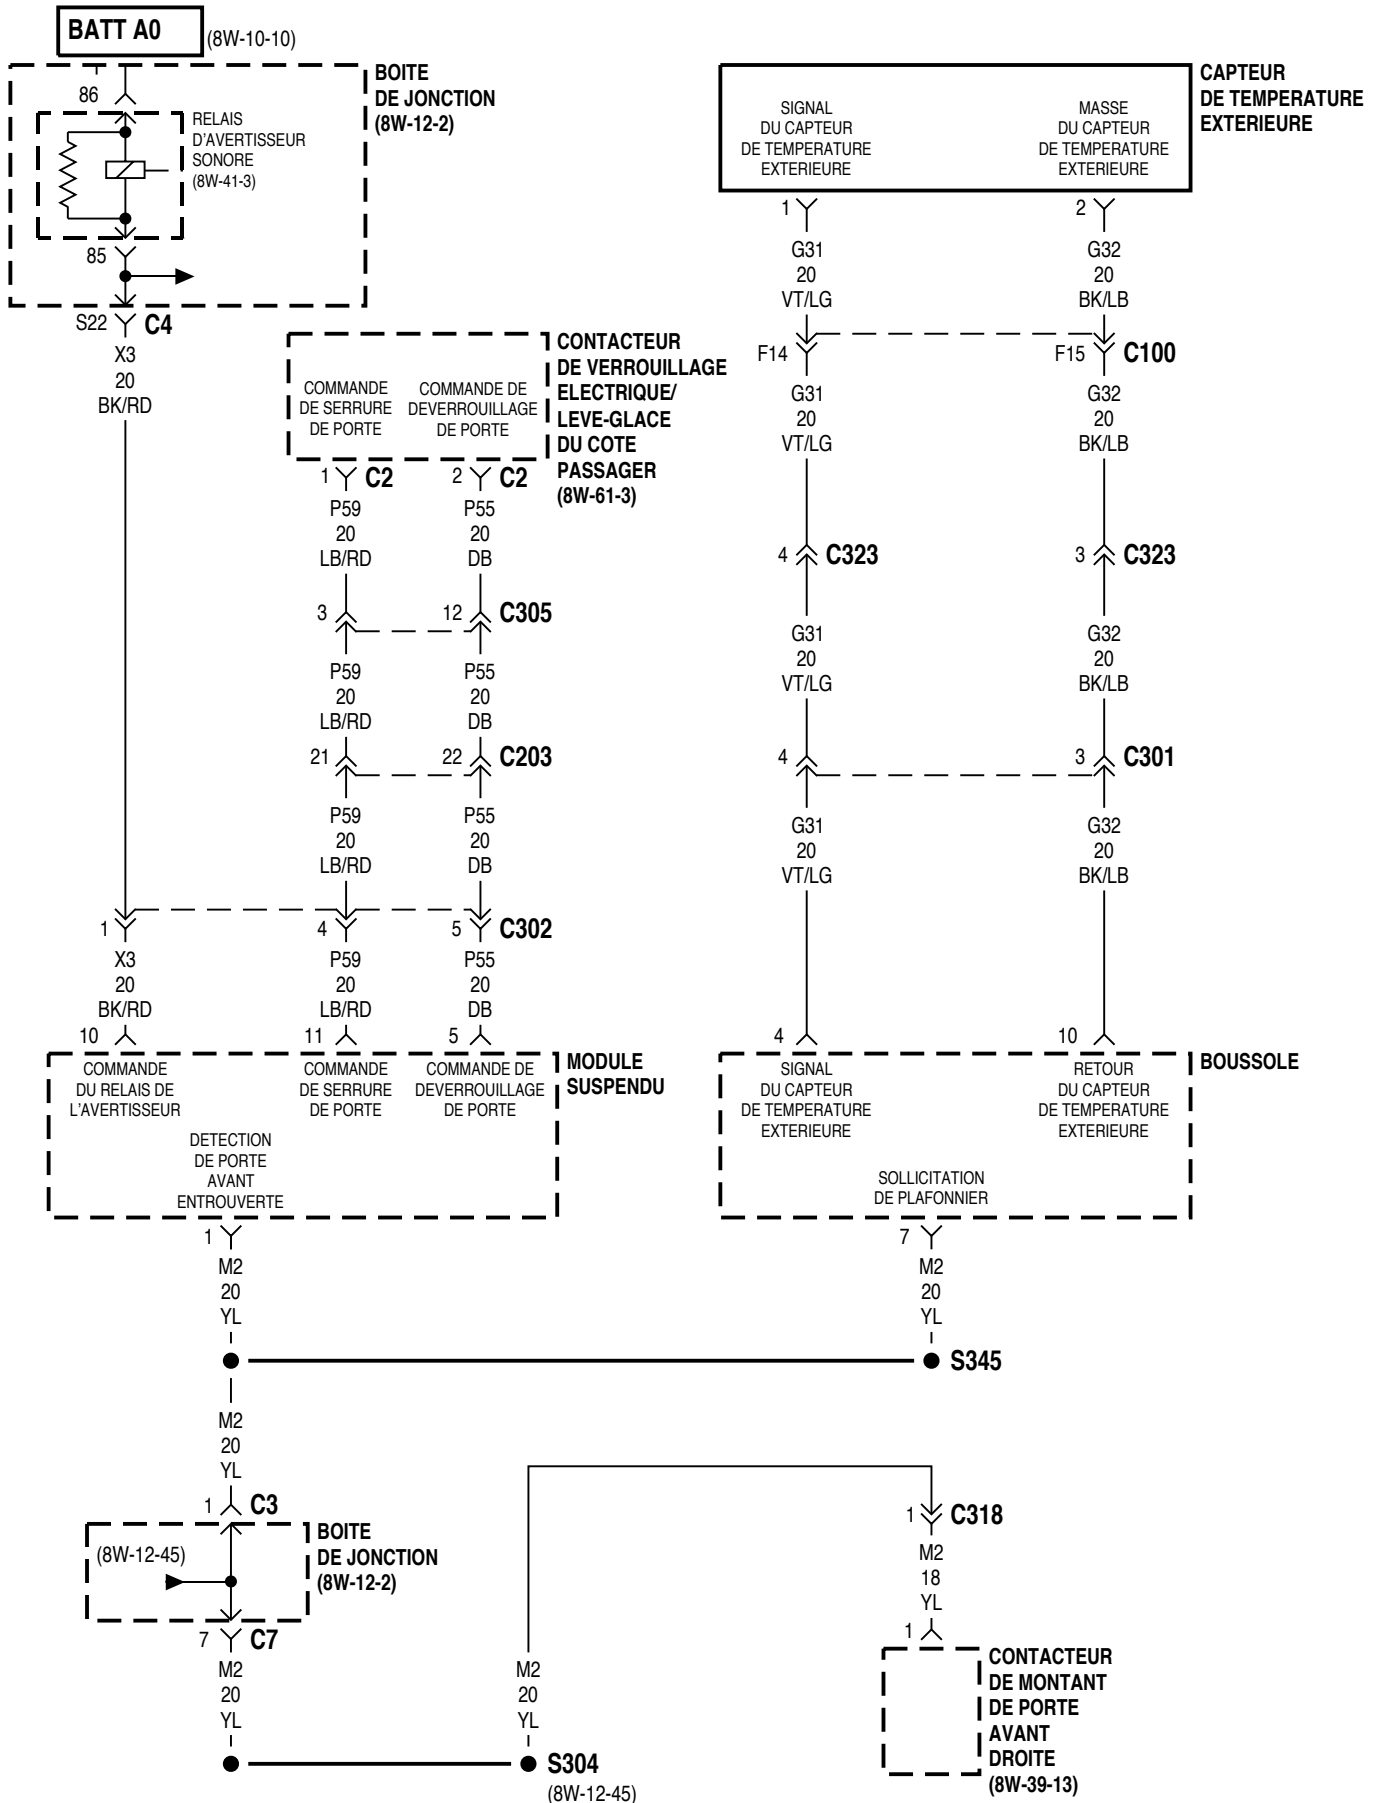 BATT A0
(8W-10-10)
BOITE
DE JONCTION
(8W-12-2)
86
RELAIS
D'AVERTISSEUR
SONORE
(8W-41-3)
85
S22
C4
X3
20
BK/RD
CAPTEUR
DE TEMPERATURE
EXTERIEURE
SIGNAL
DU CAPTEUR
DE TEMPERATURE
EXTERIEURE
MASSE
DU CAPTEUR
DE TEMPERATURE
EXTERIEURE
1
2
G31
20
VT/LG
G32
20
BK/LB
F14
F15
C100
G31
20
VT/LG
G32
20
BK/LB
4
C323
3
C323
G31
20
VT/LG
G32
20
BK/LB
4
3
C301
G31
20
VT/LG
G32
20
BK/LB
CONTACTEUR
DE VERROUILLAGE
ELECTRIQUE/
LEVE-GLACE
DU COTE
PASSAGER
(8W-61-3)
COMMANDE
DE SERRURE
DE PORTE
COMMANDE DE
DEVERROUILLAGE
DE PORTE
1
C2
2
C2
P59
20
LB/RD
P55
20
DB
3
12
C305
P59
20
LB/RD
P55
20
DB
21
22
C203
P59
20
LB/RD
P55
20
DB
1
4
5
C302
X3
20
BK/RD
P59
20
LB/RD
P55
20
DB
10
11
5
MODULE
SUSPENDU
COMMANDE
DU RELAIS DE
L'AVERTISSEUR
COMMANDE
DE SERRURE
DE PORTE
COMMANDE DE
DEVERROUILLAGE
DE PORTE
DETECTION
DE PORTE
AVANT
ENTROUVERTE
4
10
BOUSSOLE
SIGNAL
DU CAPTEUR
DE TEMPERATURE
EXTERIEURE
RETOUR
DU CAPTEUR
DE TEMPERATURE
EXTERIEURE
SOLLICITATION
DE PLAFONNIER
1
M2
20
YL
7
M2
20
YL
S345
M2
20
YL
1
C3
BOITE
DE JONCTION
(8W-12-2)
(8W-12-45)
7
C7
M2
20
YL
M2
20
YL
S304
(8W-12-45)
1
C318
M2
18
YL
1
CONTACTEUR
DE MONTANT
DE PORTE
AVANT
DROITE
(8W-39-13)